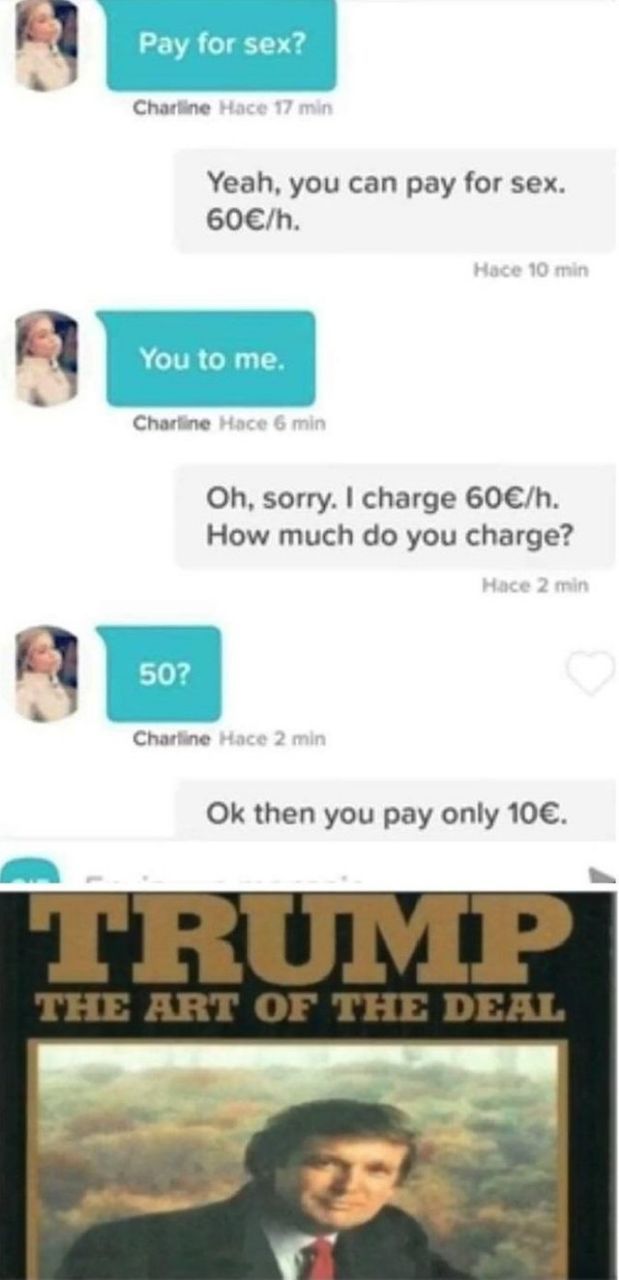 Pay for sex?
Charline Hace 17 min
Yeah, you can pay for sex.
60€/h.
Hace 10 min
You to me.
Charline Hace 6 min
Oh, sorry. I charge 60€/h.
How much do you charge?
Hace 2 min
50?
Charline Hace 2 min
Ok then you pay only 10€.
TRUMP
THE ART OF THE DEAL